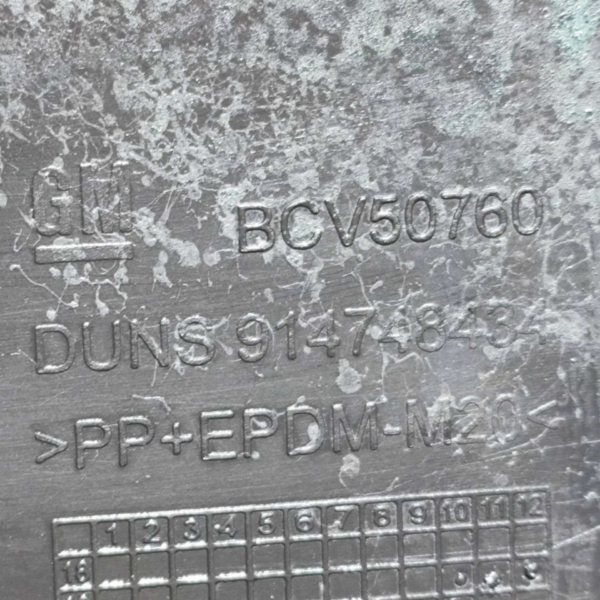 GM BCV50760
DUNS 914748434
>PP+EPDM-M20<
1 2 3 4 5 6 7 8 9 10 11 12
16